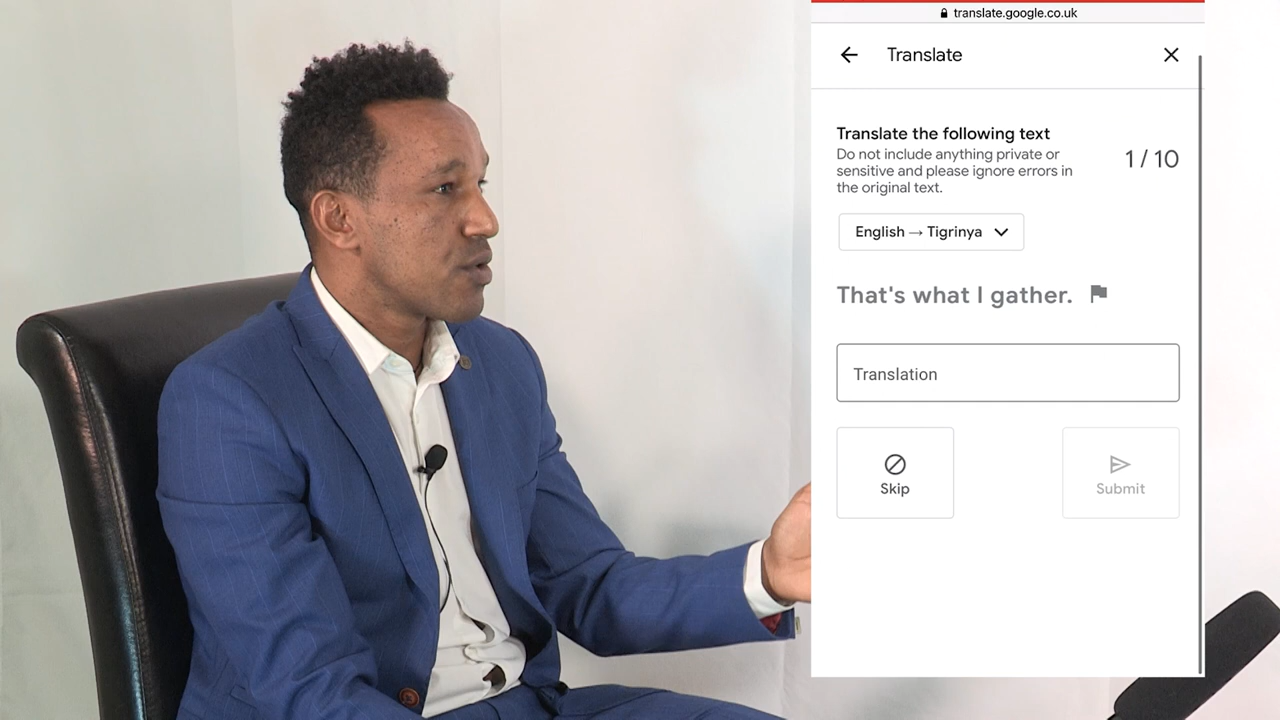 translate.google.co.uk
Translate
Translate the following text
Do not include anything private or
sensitive and please ignore errors in
the original text.
1 / 10
English → Tigrinya
That's what I gather.
Translation
Skip
Submit